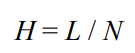 H = L / N